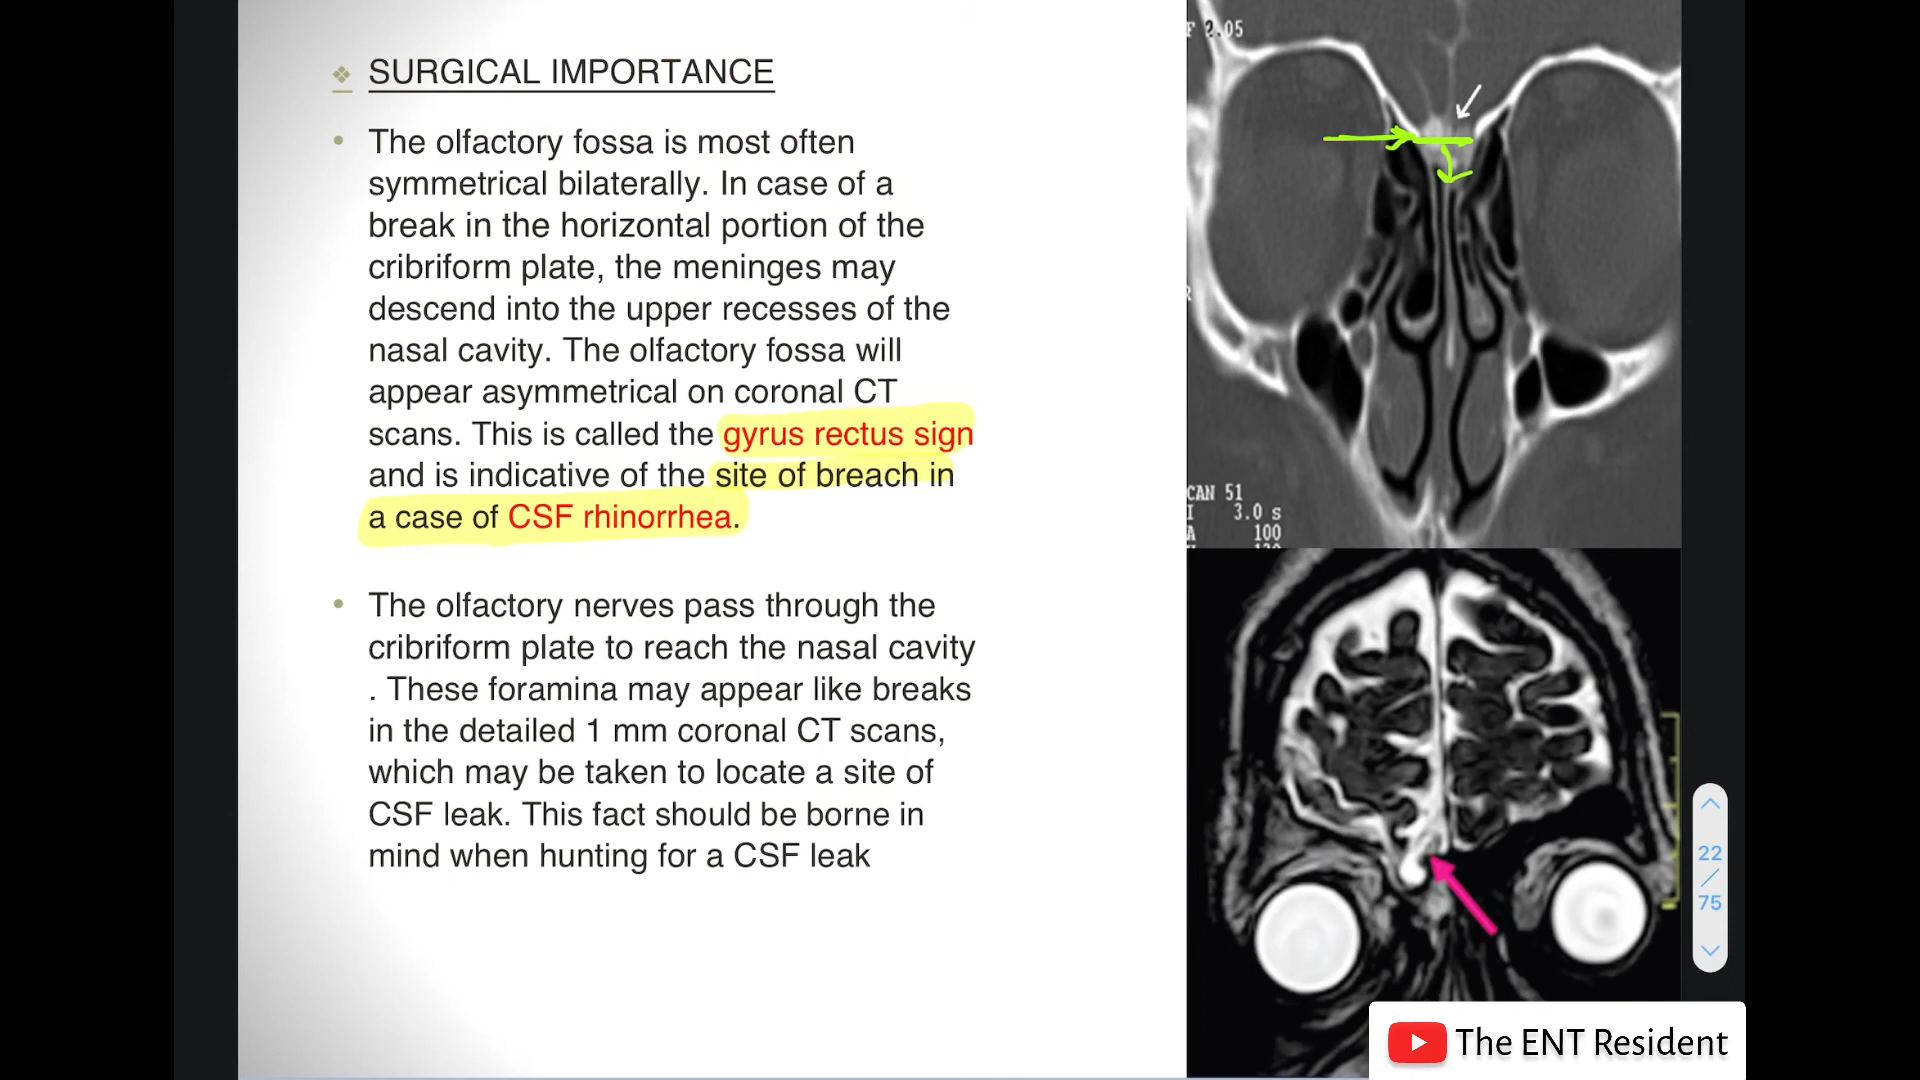 SURGICAL IMPORTANCE
The olfactory fossa is most often
symmetrical bilaterally. In case of a
break in the horizontal portion of the
cribriform plate, the meninges may
descend into the upper recesses of the
nasal cavity. The olfactory fossa will
appear asymmetrical on coronal CT
scans. This is called the gyrus rectus sign
and is indicative of the site of breach in
a case of CSF rhinorrhea.
The olfactory nerves pass through the
cribriform plate to reach the nasal cavity
. These foramina may appear like breaks
in the detailed 1 mm coronal CT scans,
which may be taken to locate a site of
CSF leak. This fact should be borne in
mind when hunting for a CSF leak
F 2.05
R
CAN 51
I 3.0 s
A 100
22
/
75
The ENT Resident